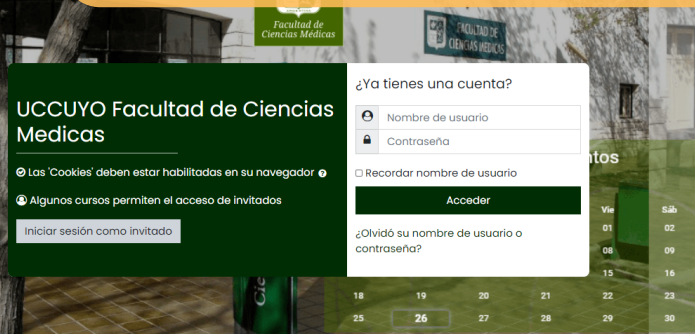 Facultad de
Ciencias Médicas
FACULTAD DE
CIENCIAS MEDICAS
UCCUYO Facultad de Ciencias
Medicas
Las 'Cookies' deben estar habilitadas en su navegador
Algunos cursos permiten el acceso de invitados
Iniciar sesión como invitado
¿Ya tienes una cuenta?
Nombre de usuario
Contraseña
Recordar nombre de usuario
Acceder
¿Olvidó su nombre de usuario o
contraseña?
ntos
Vie Sáb
01 02
08 09
15 16
18 19 20 21 22 23
25 26 27 28 29 30